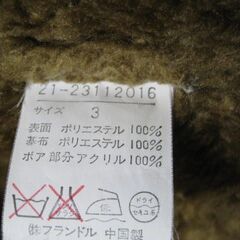 21-23112016
サイズ 3
表面 ポリエステル 100%
基布 ポリエステル 100%
ボア部分アクリル 100%
ドライ
セキユ系
㈱フランドル 中国製